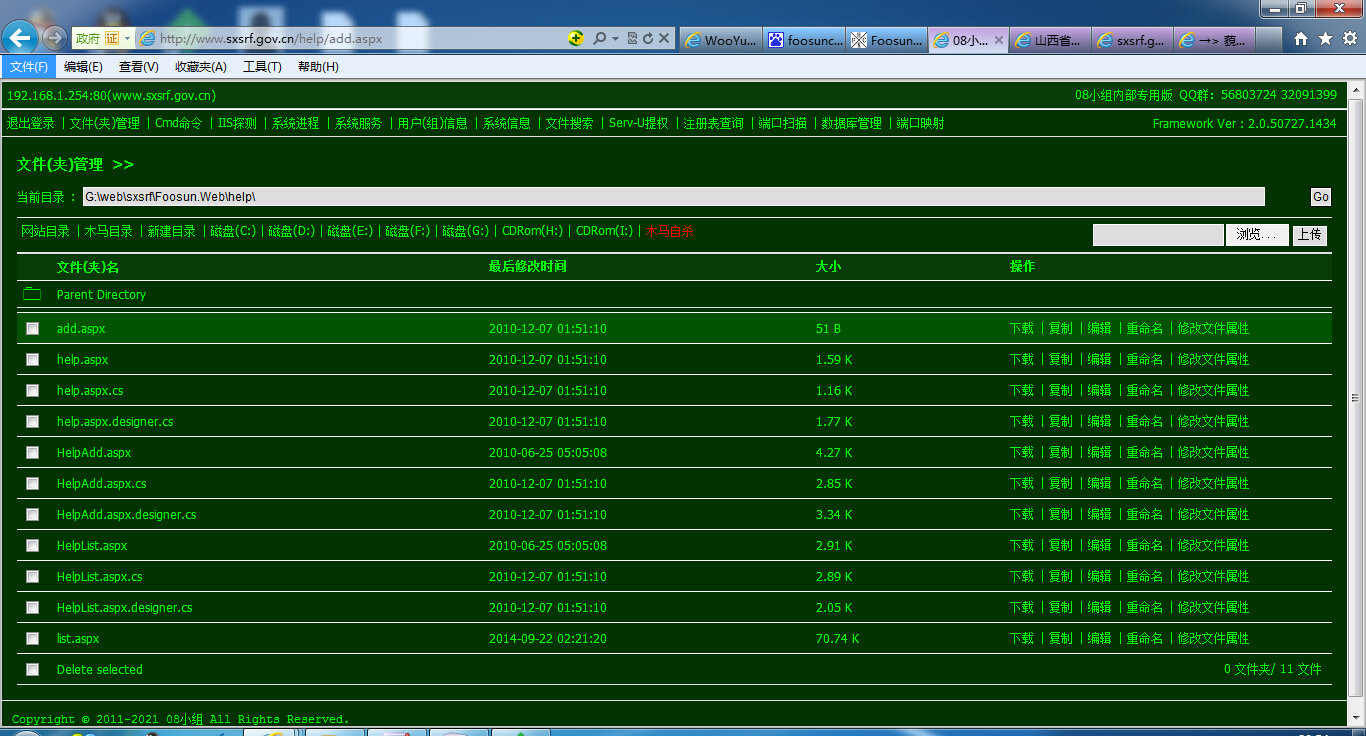 政府 证 http://www.sxsrf.gov.cn/help/add.aspx WooYu... foosunc... Foosun... 08小... 山西省... sxsrf.g... →> 藐...
文件(F) 编辑(E) 查看(V) 收藏夹(A) 工具(T) 帮助(H)
192.168.1.254:80(www.sxsrf.gov.cn) 08小组内部专用版 QQ群: 56803724 32091399
退出登录 | 文件(夹)管理 | Cmd命令 | IIS探测 | 系统进程 | 系统服务 | 用户(组)信息 | 系统信息 | 文件搜索 | Serv-U提权 | 注册表查询 | 端口扫描 | 数据库管理 | 端口映射 Framework Ver : 2.0.50727.1434
文件(夹)管理 >>
当前目录 : G:\web\sxsrf\Foosun.Web\help\ Go
网站目录 | 木马目录 | 新建目录 | 磁盘(C:) | 磁盘(D:) | 磁盘(E:) | 磁盘(F:) | 磁盘(G:) | CDRom(H:) | CDRom(I:) | 木马自杀 浏览... 上传
文件(夹)名 最后修改时间 大小 操作
Parent Directory
add.aspx 2010-12-07 01:51:10 51 B 下载 | 复制 | 编辑 | 重命名 | 修改文件属性
help.aspx 2010-12-07 01:51:10 1.59 K 下载 | 复制 | 编辑 | 重命名 | 修改文件属性
help.aspx.cs 2010-12-07 01:51:10 1.16 K 下载 | 复制 | 编辑 | 重命名 | 修改文件属性
help.aspx.designer.cs 2010-12-07 01:51:10 1.77 K 下载 | 复制 | 编辑 | 重命名 | 修改文件属性
HelpAdd.aspx 2010-06-25 05:05:08 4.27 K 下载 | 复制 | 编辑 | 重命名 | 修改文件属性
HelpAdd.aspx.cs 2010-12-07 01:51:10 2.85 K 下载 | 复制 | 编辑 | 重命名 | 修改文件属性
HelpAdd.aspx.designer.cs 2010-12-07 01:51:10 3.34 K 下载 | 复制 | 编辑 | 重命名 | 修改文件属性
HelpList.aspx 2010-06-25 05:05:08 2.91 K 下载 | 复制 | 编辑 | 重命名 | 修改文件属性
HelpList.aspx.cs 2010-12-07 01:51:10 2.89 K 下载 | 复制 | 编辑 | 重命名 | 修改文件属性
HelpList.aspx.designer.cs 2010-12-07 01:51:10 2.05 K 下载 | 复制 | 编辑 | 重命名 | 修改文件属性
list.aspx 2014-09-22 02:21:20 70.74 K 下载 | 复制 | 编辑 | 重命名 | 修改文件属性
Delete selected 0 文件夹/ 11 文件
Copyright © 2011-2021 08小组 All Rights Reserved.